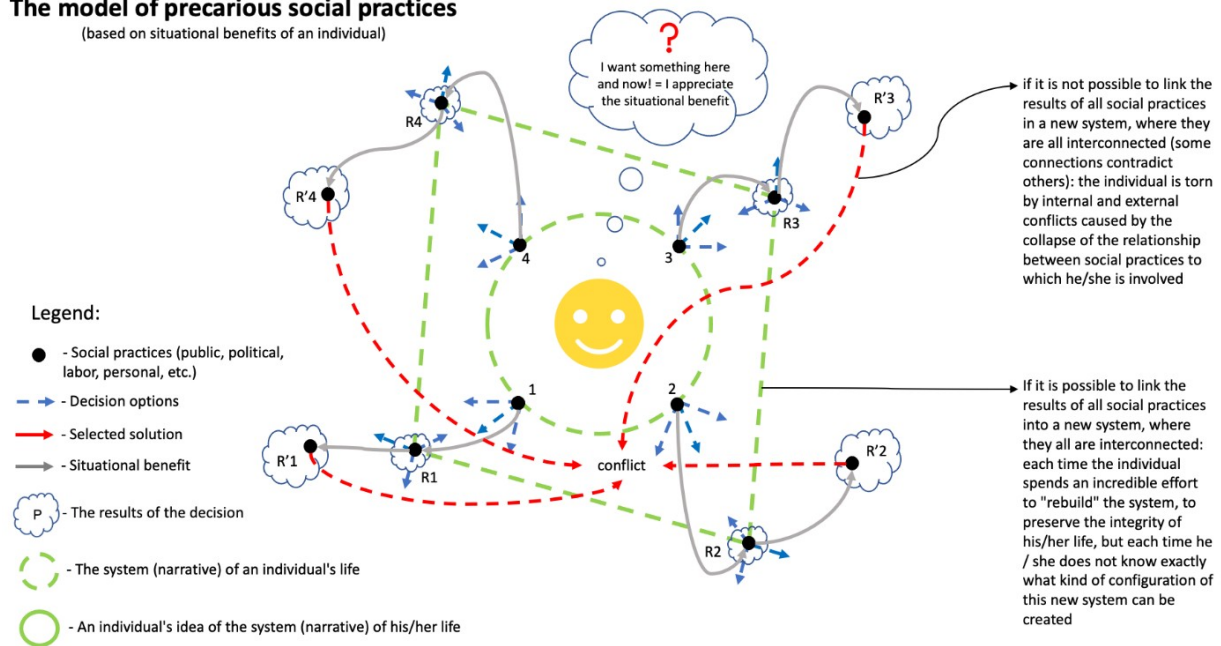 The model of precarious social practices
(based on situational benefits of an individual)
?
I want something here
and now! = I appreciate
the situational benefit
R4
R'4
R'3
R3
4
3
1
2
R'1
R1
conflict
R'2
R2
if it is not possible to link the
results of all social practices
in a new system, where they
are all interconnected (some
connections contradict
others): the individual is torn
by internal and external
conflicts caused by the
collapse of the relationship
between social practices to
which he/she is involved
If it is possible to link the
results of all social practices
into a new system, where
they all are interconnected:
each time the individual
spends an incredible effort
to "rebuild" the system, to
preserve the integrity of
his/her life, but each time he
/ she does not know exactly
what kind of configuration of
this new system can be
created
Legend:
- Social practices (public, political,
labor, personal, etc.)
- Decision options
- Selected solution
- Situational benefit
P - The results of the decision
- The system (narrative) of an individual's life
- An individual's idea of the system (narrative) of his/her life